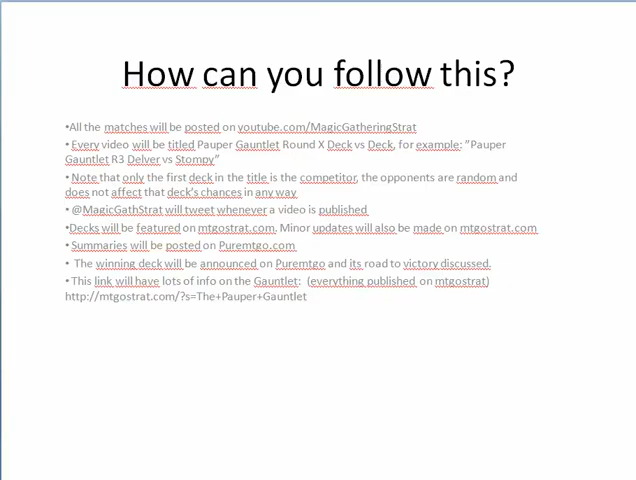 How can you follow this?
•All the matches will be posted on youtube.com/MagicGatheringStrat
• Every video will be titled Pauper Gauntlet Round X Deck vs Deck, for example: ”Pauper
Gauntlet R3 Delver vs Stompy”
• Note that only the first deck in the title is the competitor, the opponents are random and
does not affect that deck's chances in any way
• @MagicGathStrat will tweet whenever a video is published
•Decks will be featured on mtgostrat.com. Minor updates will also be made on mtgostrat.com
• Summaries will be posted on Puremtgo.com
• The winning deck will be announced on Puremtgo and its road to victory discussed.
• This link will have lots of info on the Gauntlet: (everything published on mtgostrat)
http://mtgostrat.com/?s=The+Pauper+Gauntlet